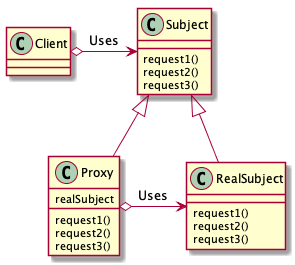 C Client
Uses
C Subject
request1()
request2()
request3()
C Proxy
realSubject
request1()
request2()
request3()
Uses
C RealSubject
request1()
request2()
request3()